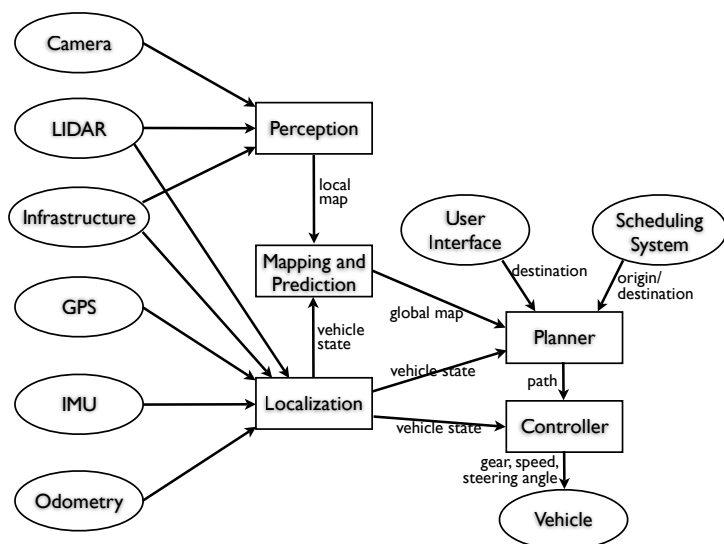 Camera
LIDAR
Perception
local
map
Infrastructure
User
Interface
Scheduling
System
Mapping and
Prediction
destination
origin/
destination
GPS
global map
Planner
vehicle
state
vehicle state
path
IMU
Localization
Controller
vehicle state
gear, speed,
steering angle
Odometry
Vehicle